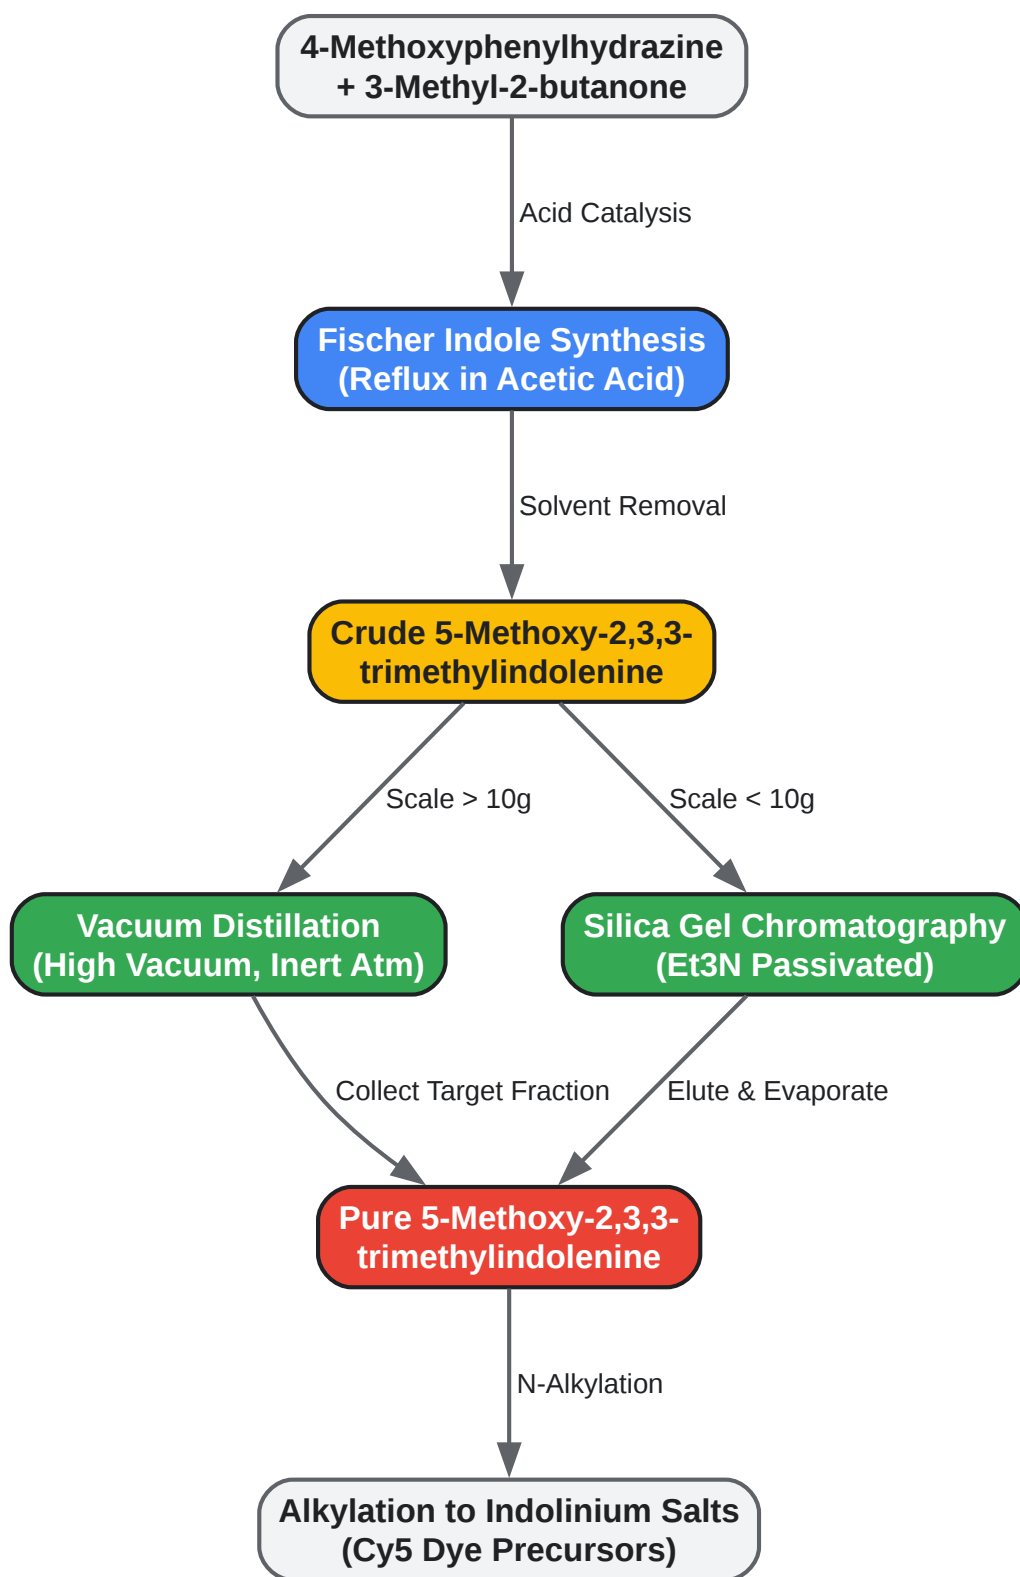 4-Methoxyphenylhydrazine
+ 3-Methyl-2-butanone
Acid Catalysis
Fischer Indole Synthesis
(Reflux in Acetic Acid)
Solvent Removal
Crude 5-Methoxy-2,3,3-
trimethylindolenine
Scale > 10g
Scale < 10g
Vacuum Distillation
(High Vacuum, Inert Atm)
Silica Gel Chromatography
(Et3N Passivated)
Collect Target Fraction
Elute & Evaporate
Pure 5-Methoxy-2,3,3-
trimethylindolenine
N-Alkylation
Alkylation to Indolinium Salts
(Cy5 Dye Precursors)